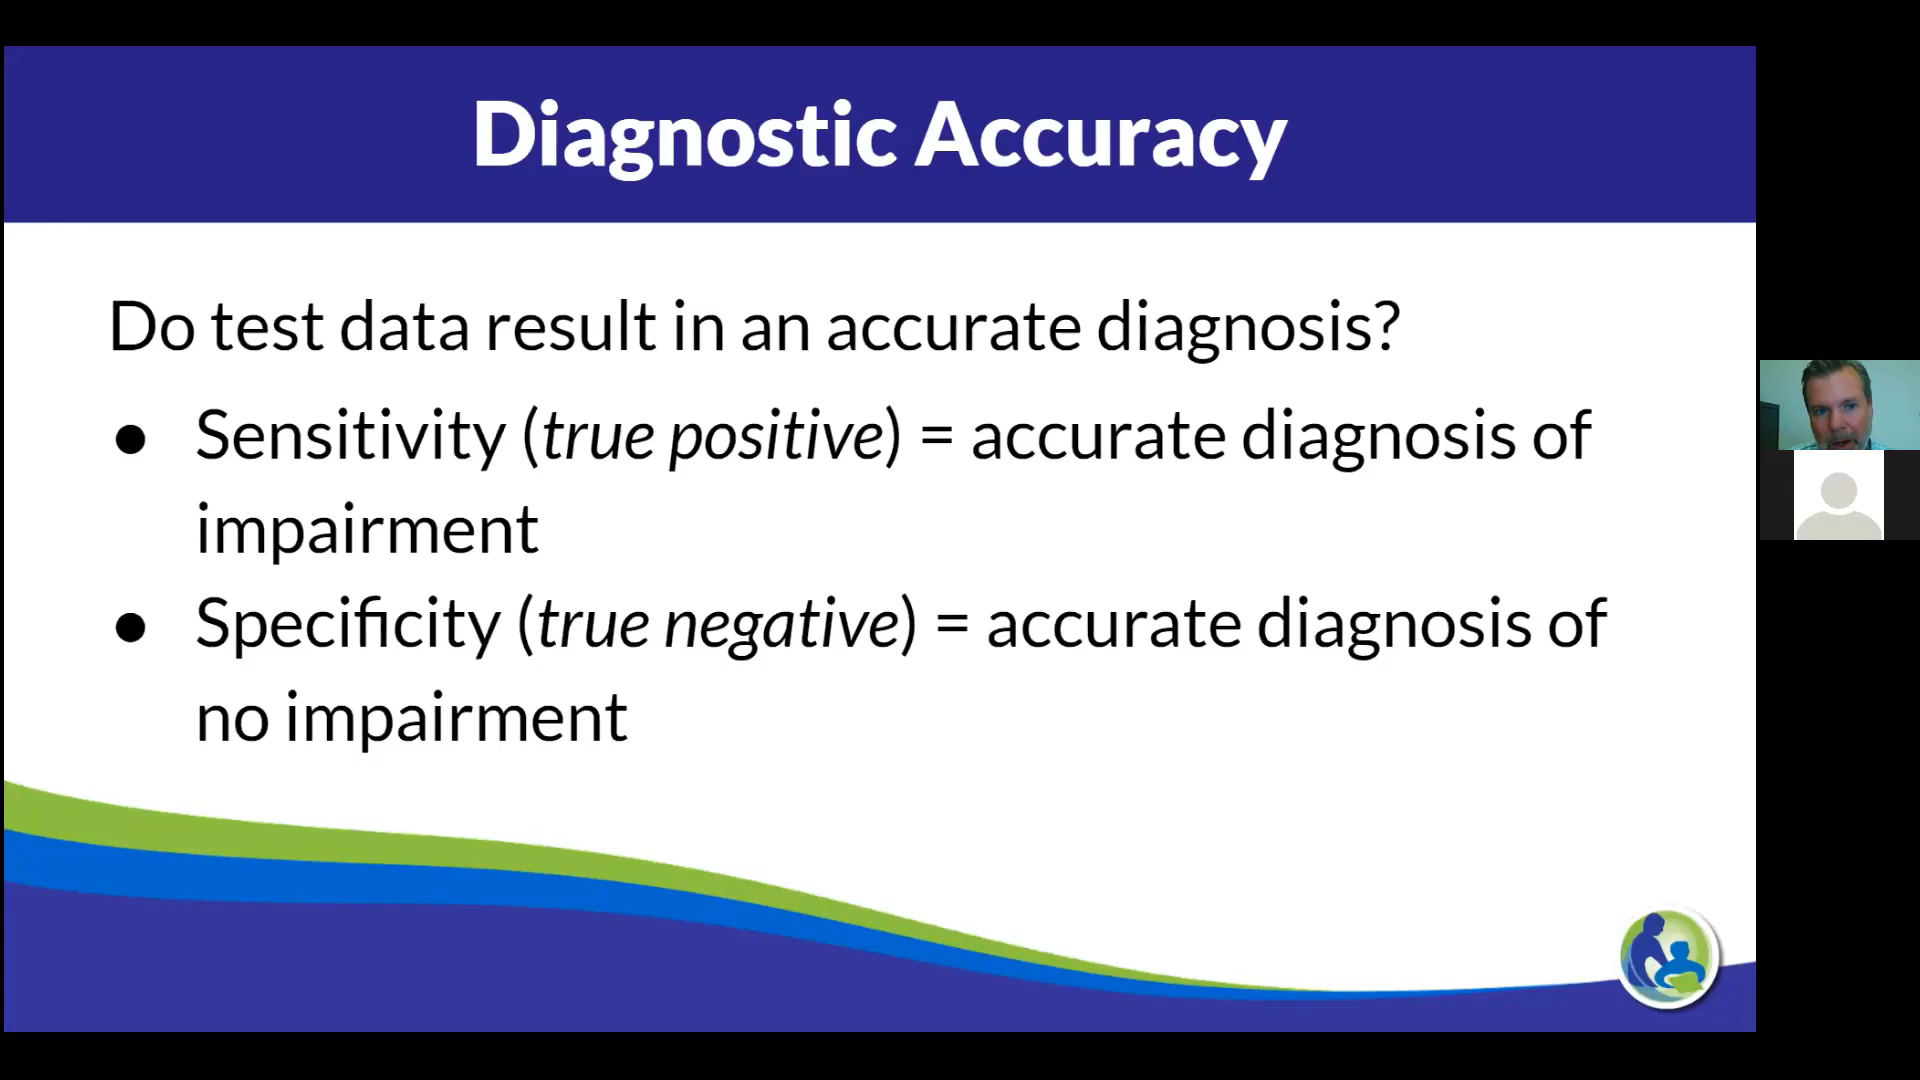 Diagnostic Accuracy
Do test data result in an accurate diagnosis?
● Sensitivity (true positive) = accurate diagnosis of
impairment
● Specificity (true negative) = accurate diagnosis of
no impairment